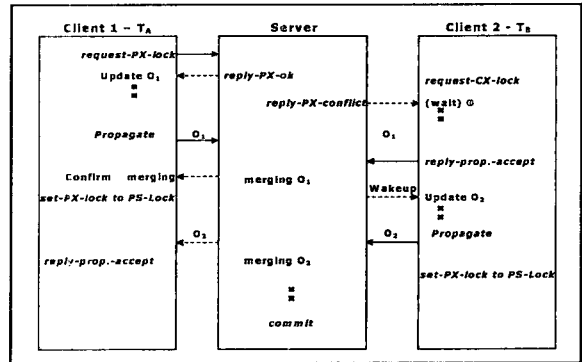 Client 1 – TA
Server
Client 2 - TB
request-PX-lock
Update O1
reply-PX-ok
request-CX-lock
reply-PX-conflict
(wait) ①
Propagate
O1
O1
reply-prop.-accept
Confirm merging
merging O1
set-PX-lock to PS-Lock
Wakeup
Update O2
O2
O2
Propagate
reply-prop.-accept
merging O2
set-PX-lock to PS-Lock
commit